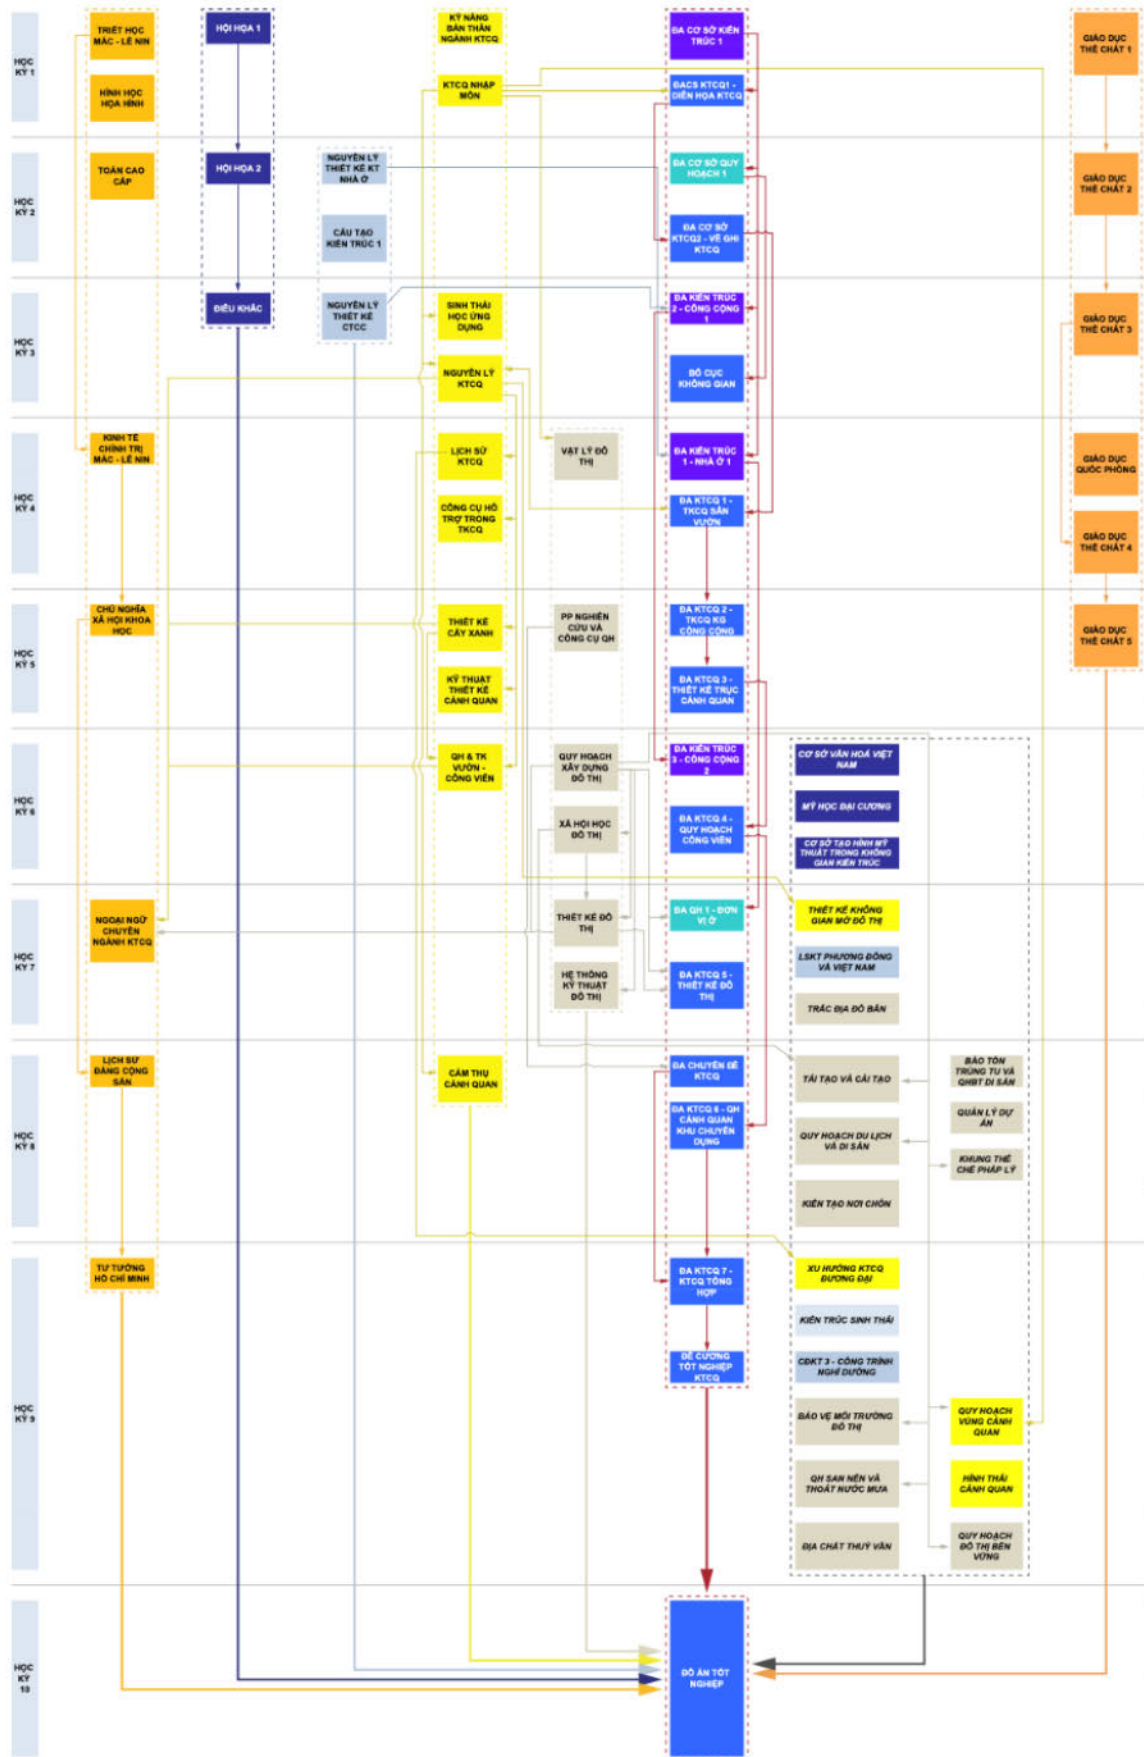 HỌC
KỲ 1
TRIẾT HỌC
MÁC - LÊ NIN
HÌNH HỌC
HỌA HÌNH
HỘI HỌA 1
KỸ NĂNG
BẢN THÂN
NGÀNH KTCQ
KTCQ NHẬP
MÔN
ĐA CƠ SỞ KIẾN
TRÚC 1
ĐACS KTCQ1 -
DIỄN HỌA KTCQ
GIÁO DỤC
THỂ CHẤT 1
HỌC
KỲ 2
TOÁN CAO
CẤP
HỘI HỌA 2
NGUYÊN LÝ
THIẾT KẾ KT
NHÀ Ở
CẤU TẠO
KIẾN TRÚC 1
ĐA CƠ SỞ QUY
HOẠCH 1
ĐA CƠ SỞ
KTCQ2 - VẼ GHI
KTCQ
GIÁO DỤC
THỂ CHẤT 2
HỌC
KỲ 3
ĐIÊU KHẮC
NGUYÊN LÝ
THIẾT KẾ
CTCC
SINH THÁI
HỌC ỨNG
DỤNG
NGUYÊN LÝ
KTCQ
ĐA KIẾN TRÚC
2 - CÔNG CỘNG
1
BỐ CỤC
KHÔNG GIAN
GIÁO DỤC
THỂ CHẤT 3
HỌC
KỲ 4
KINH TẾ
CHÍNH TRỊ
MÁC - LÊ NIN
LỊCH SỬ
KTCQ
CÔNG CỤ HỖ
TRỢ TRONG
TKCQ
VẬT LÝ ĐÔ
THỊ
ĐA KIẾN TRÚC
1 - NHÀ Ở 1
ĐA KTCQ 1 -
TKCQ SÂN
VƯỜN
GIÁO DỤC
QUỐC PHÒNG
GIÁO DỤC
THỂ CHẤT 4
HỌC
KỲ 5
CHỦ NGHĨA
XÃ HỘI KHOA
HỌC
THIẾT KẾ
CÂY XANH
KỸ THUẬT
THIẾT KẾ
CẢNH QUAN
PP NGHIÊN
CỨU VÀ
CÔNG CỤ QH
ĐA KTCQ 2 -
TKCQ KG
CÔNG CỘNG
ĐA KTCQ 3 -
THIẾT KẾ TRỤC
CẢNH QUAN
GIÁO DỤC
THỂ CHẤT 5
HỌC
KỲ 6
QH & TK
VƯỜN -
CÔNG VIÊN
QUY HOẠCH
XÂY DỰNG
ĐÔ THỊ
XÃ HỘI HỌC
ĐÔ THỊ
ĐA KIẾN TRÚC
3 - CÔNG CỘNG
2
ĐA KTCQ 4 -
QUY HOẠCH
CÔNG VIÊN
CƠ SỞ VĂN HOÁ VIỆT
NAM
MỸ HỌC ĐẠI CƯƠNG
CƠ SỞ TẠO HÌNH MỸ
THUẬT TRONG KHÔNG
GIAN KIẾN TRÚC
HỌC
KỲ 7
NGOẠI NGỮ
CHUYÊN
NGÀNH KTCQ
THIẾT KẾ ĐÔ
THỊ
HỆ THỐNG
KỸ THUẬT
ĐÔ THỊ
ĐA QH 1 - ĐƠN
VỊ Ở
ĐA KTCQ 5 -
THIẾT KẾ ĐÔ
THỊ
THIẾT KẾ KHÔNG
GIAN MỞ ĐÔ THỊ
LSKT PHƯƠNG ĐÔNG
VÀ VIỆT NAM
TRẮC ĐỊA ĐỒ BẢN
HỌC
KỲ 8
LỊCH SỬ
ĐẢNG CỘNG
SẢN
CẢM THỤ
CẢNH QUAN
ĐA CHUYÊN ĐỀ
KTCQ
ĐA KTCQ 6 - QH
CẢNH QUAN
KHU CHUYÊN
DỤNG
TÁI TẠO VÀ CẢI TẠO
QUY HOẠCH DU LỊCH
VÀ DI SẢN
KIẾN TẠO NƠI CHỐN
BẢO TỒN
TRÙNG TU VÀ
QHBT DI SẢN
QUẢN LÝ DỰ
ÁN
KHUNG THỂ
CHẾ PHÁP LÝ
HỌC
KỲ 9
TƯ TƯỞNG
HỒ CHÍ MINH
ĐA KTCQ 7 -
KTCQ TỔNG
HỢP
ĐỀ CƯƠNG
TỐT NGHIỆP
KTCQ
XU HƯỚNG KTCQ
ĐƯƠNG ĐẠI
KIẾN TRÚC SINH THÁI
CĐKT 3 - CÔNG TRÌNH
NGHỈ DƯỠNG
BẢO VỆ MÔI TRƯỜNG
ĐÔ THỊ
QH SAN NỀN VÀ
THOÁT NƯỚC MƯA
ĐỊA CHẤT THUỶ VĂN
QUY HOẠCH
VÙNG CẢNH
QUAN
HÌNH THÁI
CẢNH QUAN
QUY HOẠCH
ĐÔ THỊ BỀN
VỮNG
HỌC
KỲ
10
ĐỒ ÁN TỐT
NGHIỆP